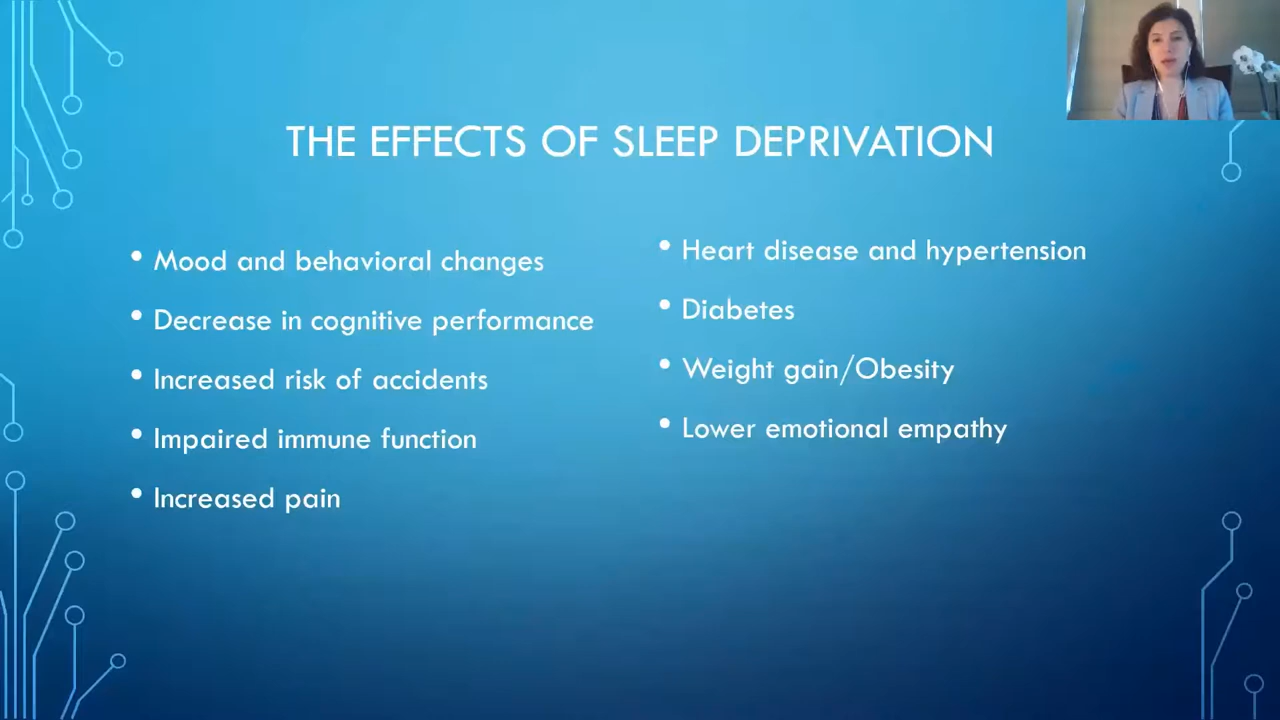 THE EFFECTS OF SLEEP DEPRIVATION
• Mood and behavioral changes
• Decrease in cognitive performance
• Increased risk of accidents
• Impaired immune function
• Increased pain
• Heart disease and hypertension
• Diabetes
• Weight gain/Obesity
• Lower emotional empathy